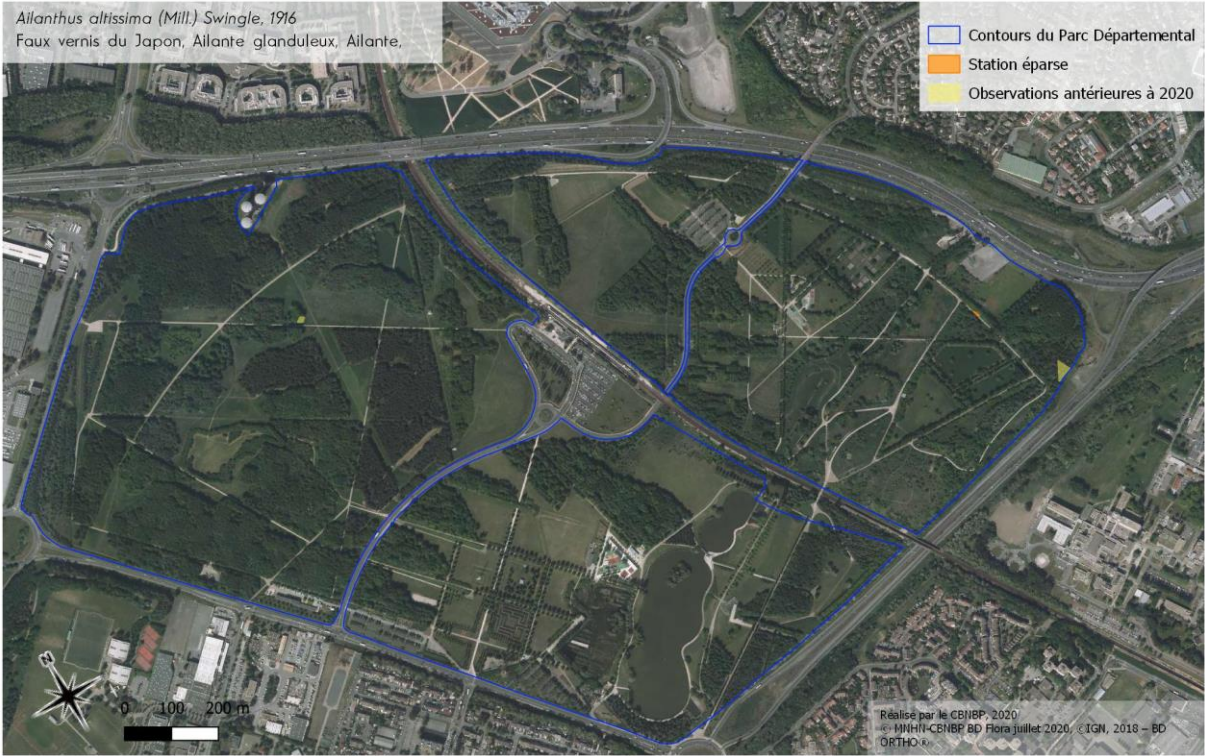 Ailanthus altissima (Mill.) Swingle, 1916
Faux vernis du Japon, Ailante glanduleux, Ailante,
Contours du Parc Départemental
Station éparse
Observations antérieures à 2020
N
0 100 200 m
Réalisé par le CBNBP, 2020
© MNHN-CBNBP BD Flora juillet 2020, ©IGN, 2018 – BD
ORTHO®